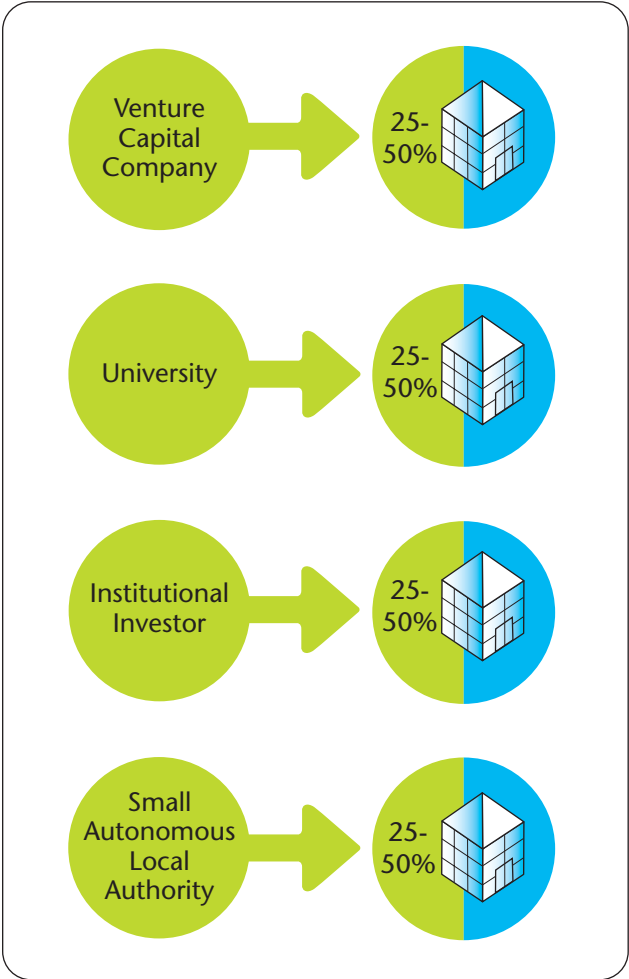 Venture
Capital
Company
25-
50%
University
25-
50%
Institutional
Investor
25-
50%
Small
Autonomous
Local
Authority
25-
50%